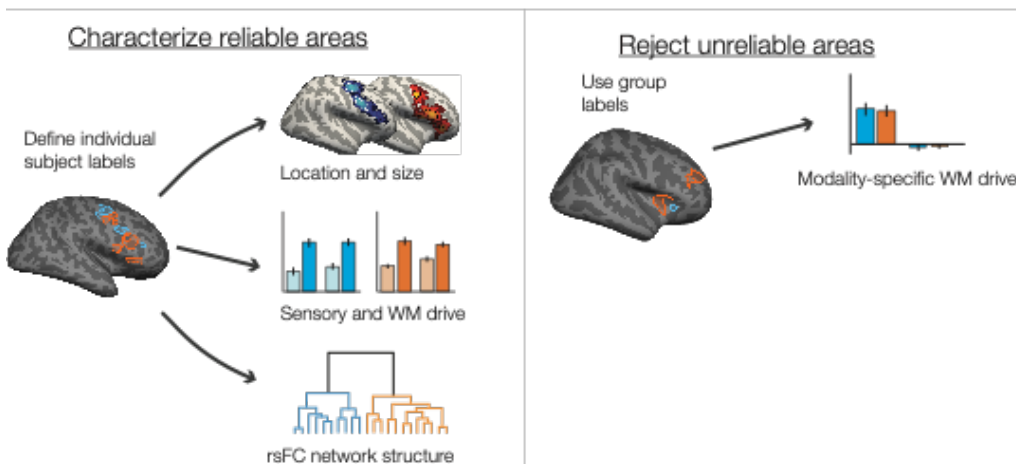 Characterize reliable areas
Define individual
subject labels
Location and size
Sensory and WM drive
rsFC network structure
Reject unreliable areas
Use group
labels
Modality-specific WM drive